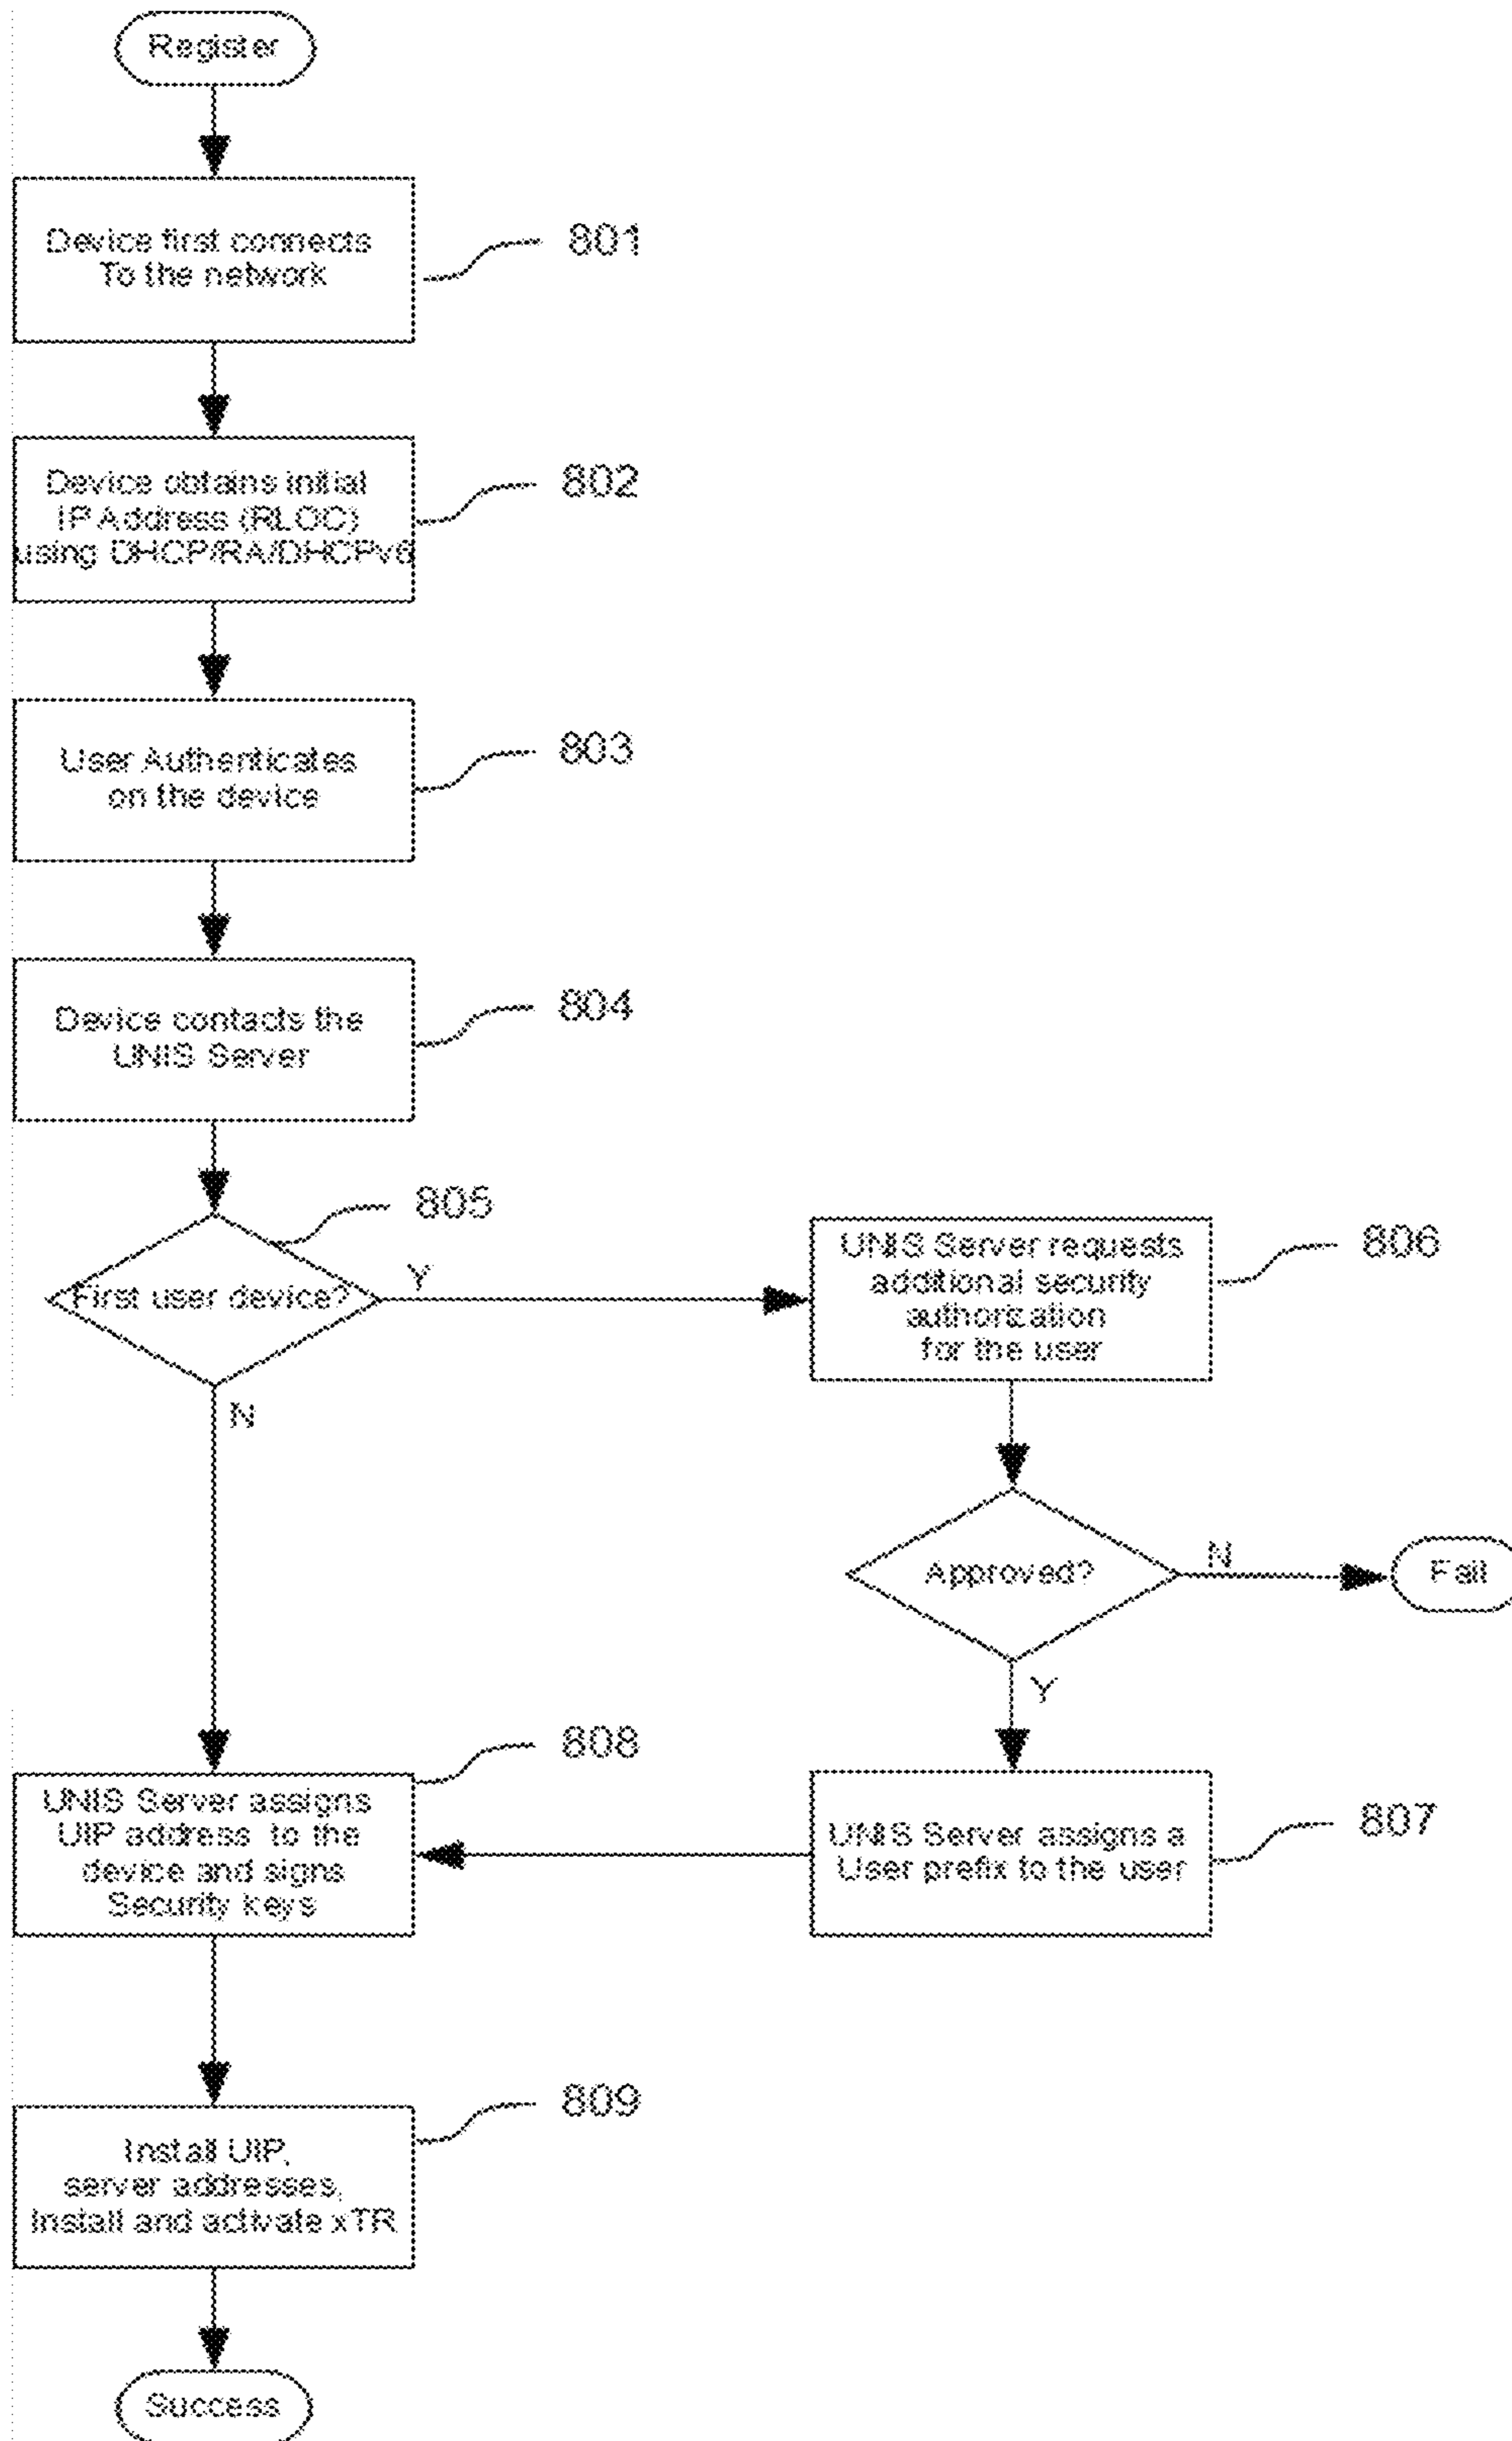 Register
Device first connects
To the network
801
Device obtains initial
IP Address (RLOC)
using DHCP/RA/DHCPv6
802
User Authenticates
on the device
803
Device contacts the
UNIS Server
804
805
First user device?
Y
N
UNIS Server requests
additional security
authorization
for the user
806
Approved?
N
Fail
Y
808
UNIS Server assigns
UIP address to the
device and signs
Security keys
UNIS Server assigns a
User prefix to the user
807
Install UIP,
server addresses,
Install and activate xTR
809
Success